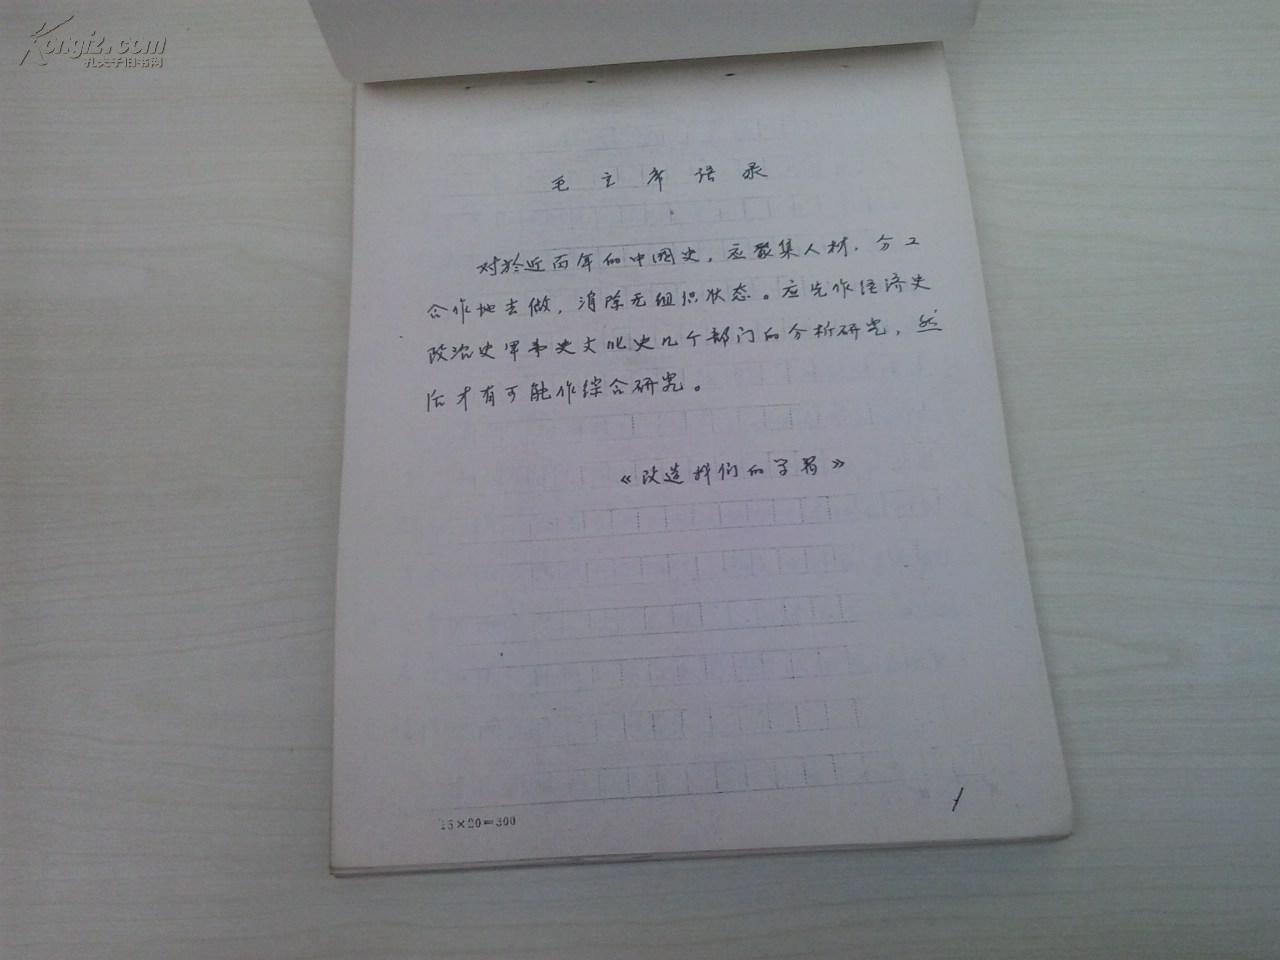 Kongfz.com
孔夫子旧书网
毛主席语录
对於近百年的中国史，应聚集人材，分工
合作地去做，消除无组织状态。应先作经济史
政治史军事史文化史几个部门的分析研究，然
后才有可能作综合研究。
《改造我们的学习》
15×20=300
1